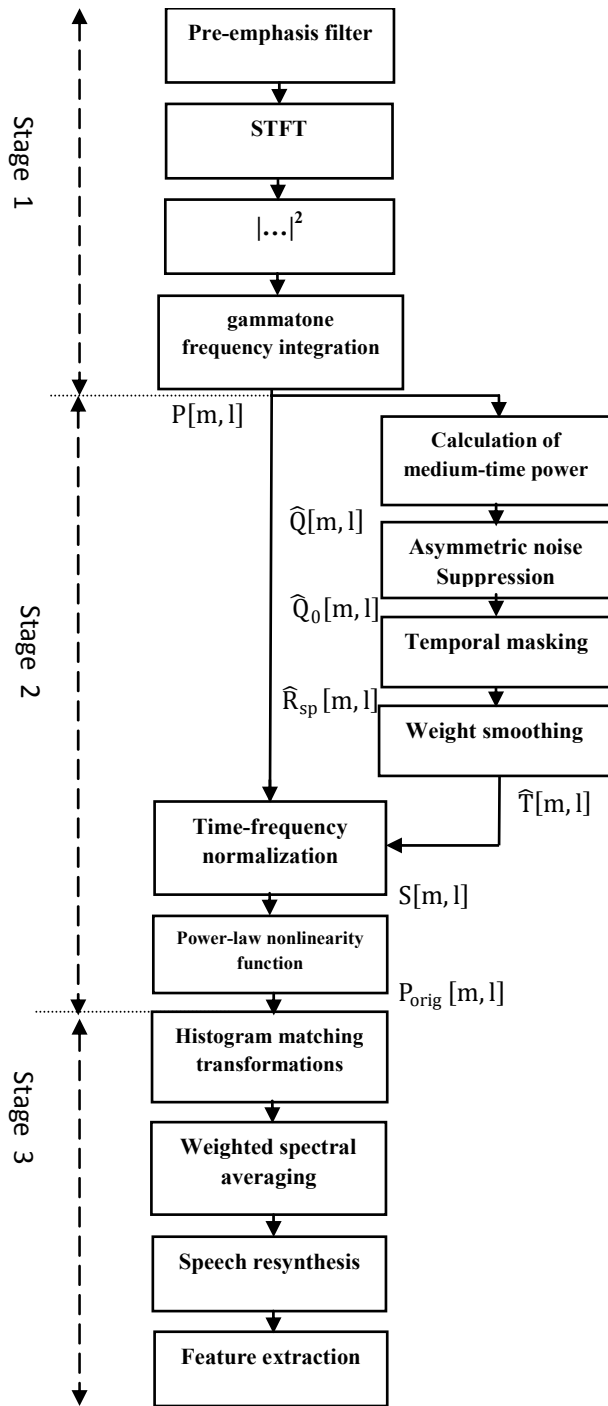 Pre-emphasis filter
STFT
|...|²
gammatone
frequency integration
Stage 1
P[m, l]
Calculation of
medium-time power
Q̂[m, l]
Asymmetric noise
Suppression
Q̂₀[m, l]
Temporal masking
R̂sp [m, l]
Weight smoothing
T̂[m, l]
Stage 2
Time-frequency
normalization
S[m, l]
Power-law nonlinearity
function
Porig [m, l]
Histogram matching
transformations
Weighted spectral
averaging
Stage 3
Speech resynthesis
Feature extraction